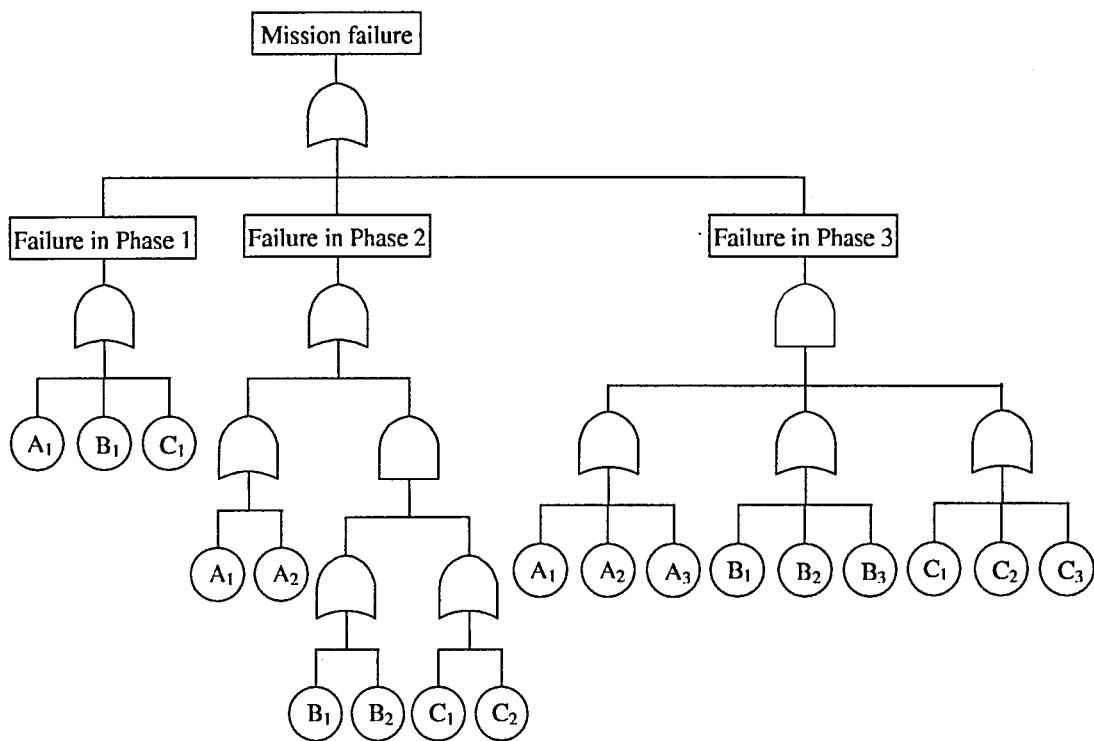 Mission failure
Failure in Phase 1 Failure in Phase 2 Failure in Phase 3
A₁ B₁ C₁
A₁ A₂ A₁ A₂ A₃ B₁ B₂ B₃ C₁ C₂ C₃
B₁ B₂ C₁ C₂